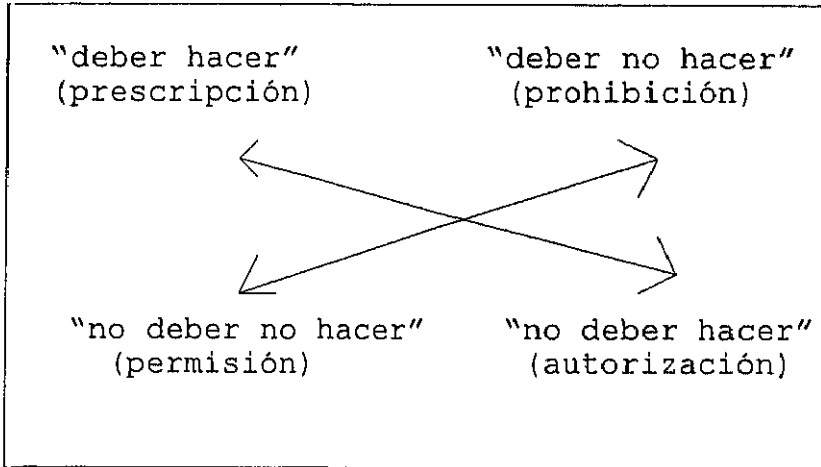 "deber hacer"
(prescripción)
"deber no hacer"
(prohibición)
"no deber no hacer"
(permisión)
"no deber hacer"
(autorización)